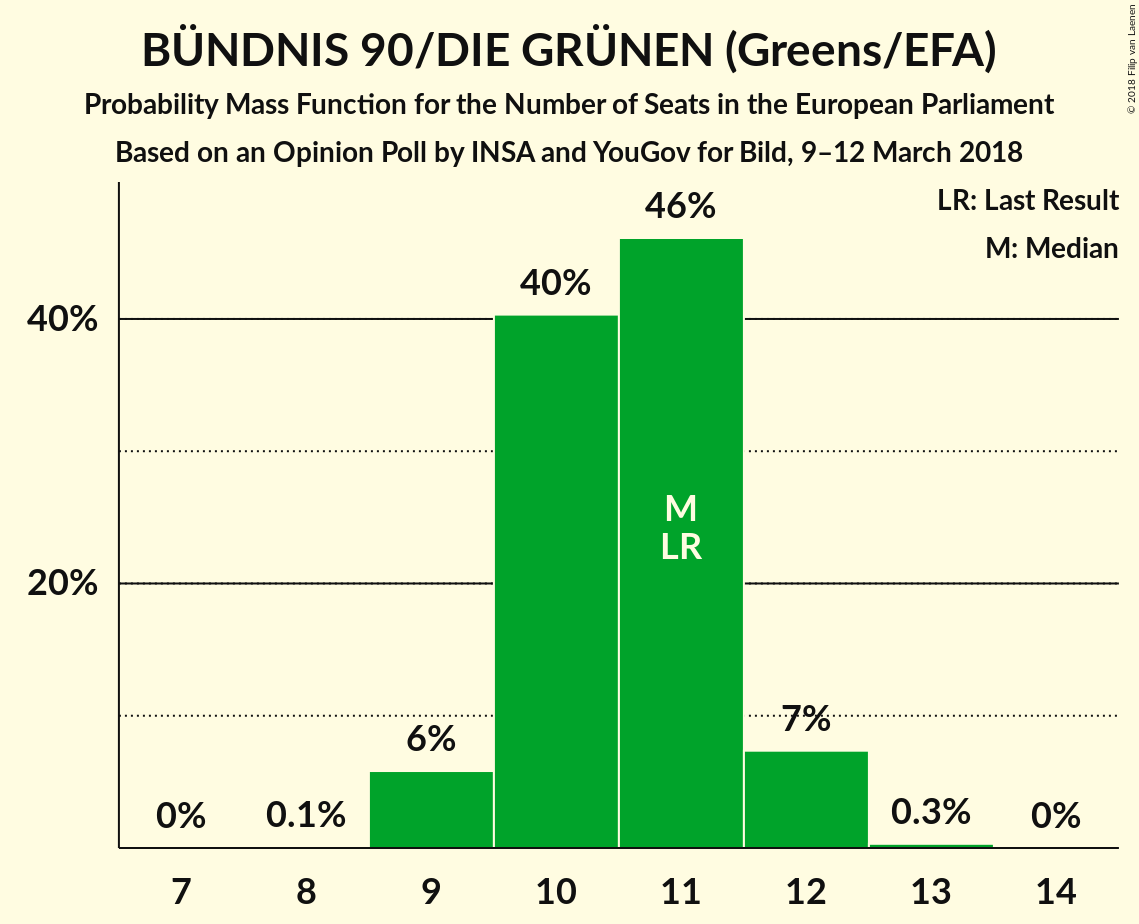 BÜNDNIS 90/DIE GRÜNEN (Greens/EFA)
Probability Mass Function for the Number of Seats in the European Parliament
Based on an Opinion Poll by INSA and YouGov for Bild, 9–12 March 2018
© 2018 Filip van Laenen
LR: Last Result
M: Median
46%
40%
40%
M
LR
20%
6%
7%
0%
0.1%
0.3%
0%
7 8 9 10 11 12 13 14